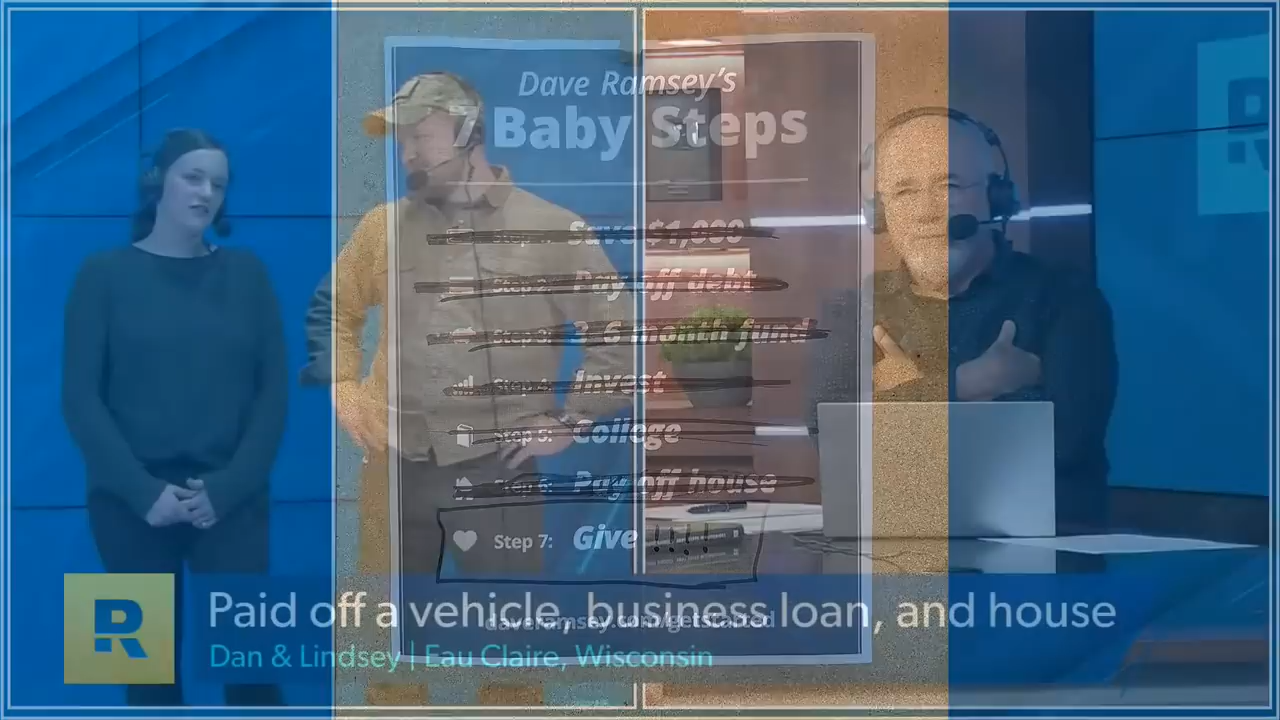 Dave Ramsey's
7 Baby Steps
Step 1: Save $1,000
Step 2: Pay off debt
Step 3: 3-6 month fund
Step 4: Invest
Step 5: College
Step 6: Pay off house
Step 7: Give !!!!
daveramsey.com/getstarted
R
Paid off a vehicle, business loan, and house
Dan & Lindsey | Eau Claire, Wisconsin